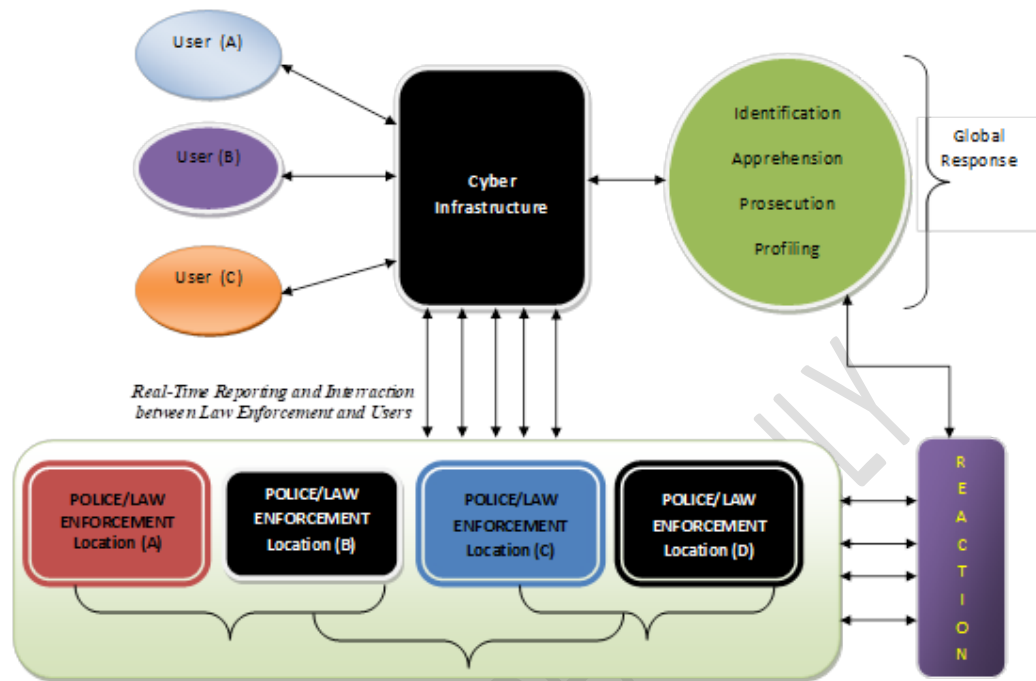 User (A)
User (B)
User (C)
Cyber
Infrastructure
Identification
Apprehension
Prosecution
Profiling
Global
Response
Real-Time Reporting and Interraction
between Law Enforcement and Users
POLICE/LAW
ENFORCEMENT
Location (A)
POLICE/LAW
ENFORCEMENT
Location (B)
POLICE/LAW
ENFORCEMENT
Location (C)
POLICE/LAW
ENFORCEMENT
Location (D)
R
E
A
C
T
I
O
N